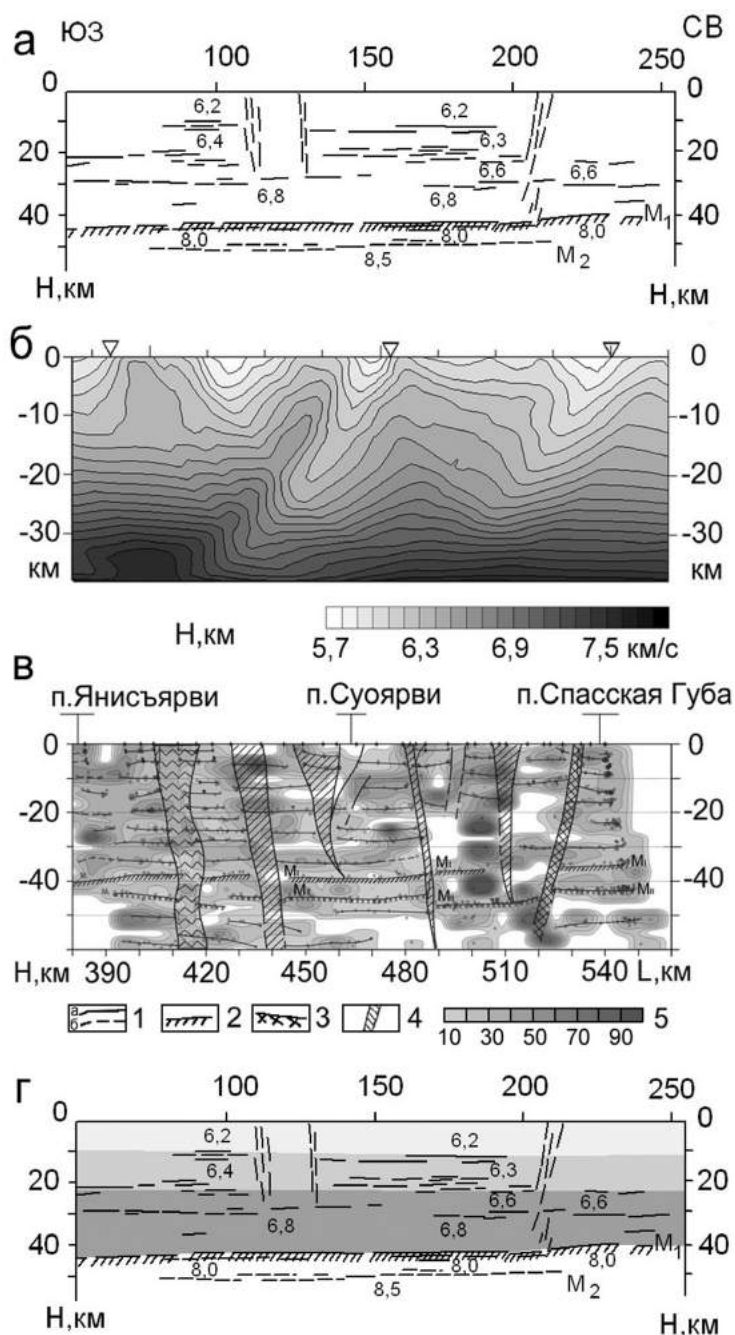 а
ЮЗ СВ
100 150 200 250
0 0
6,2 6,2
6,4 6,3
20 20
6,6 6,6
6,8 6,8
40 40
M1
8,0 8,0 8,0
8,5 M2
Н,км Н,км
б
0 0
-10 -10
-20 -20
-30 -30
км км
Н,км
5,7 6,3 6,9 7,5 км/с
в
п.Янисъярви п.Суоярви п.Спасская Губа
0 0
-20 -20
MI MI MI
-40 -40
MII MII MII
Н,км 390 420 450 480 510 540 L,км
а
б
1 2 3 4 5
10 30 50 70 90
г
100 150 200 250
0 0
6,2 6,2
6,4 6,3
20 20
6,6 6,6
6,8 6,8
40 40
M1
8,0 8,0 8,0
8,5 M2
Н,км Н,км